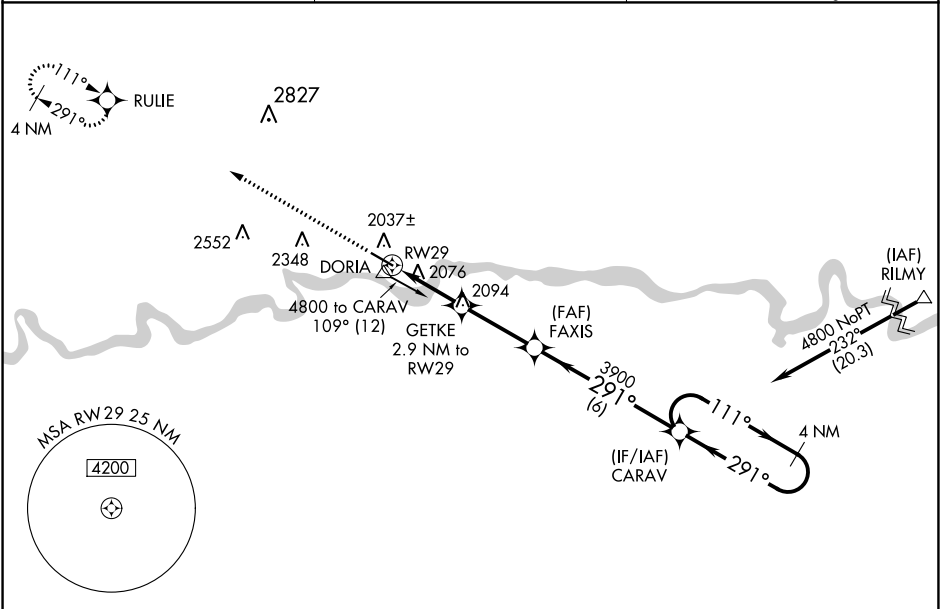 111°
291°
4 NM
RULIE
2827
2552
2348
2037±
RW29
DORIA
2076
2094
4800 to CARAV
109° (12)
GETKE
2.9 NM to
RW29
(FAF)
FAXIS
3900
291°
(6)
(IAF)
RILMY
4800 NoPT
232°
(20.3)
(IF/IAF)
CARAV
111°
291°
4 NM
MSA RW29 25 NM
4200